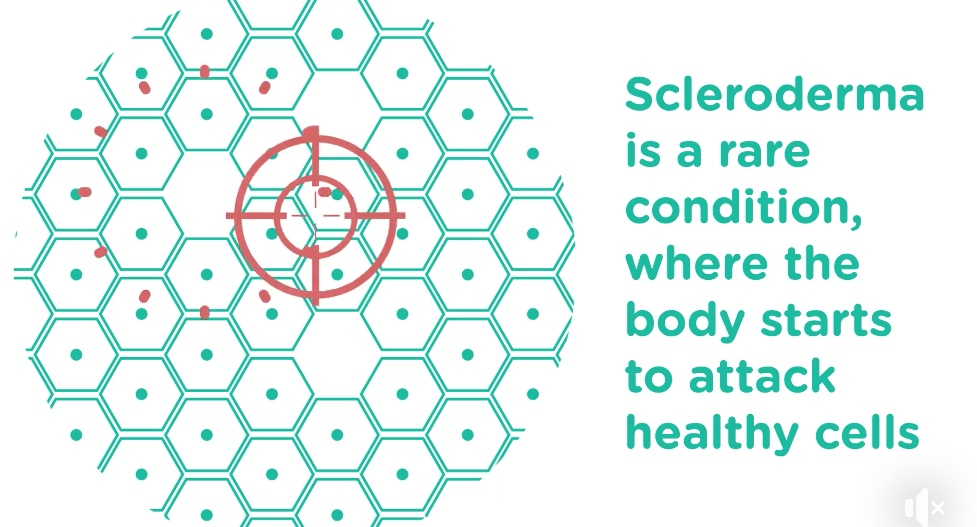 Scleroderma
is a rare
condition,
where the
body starts
to attack
healthy cells